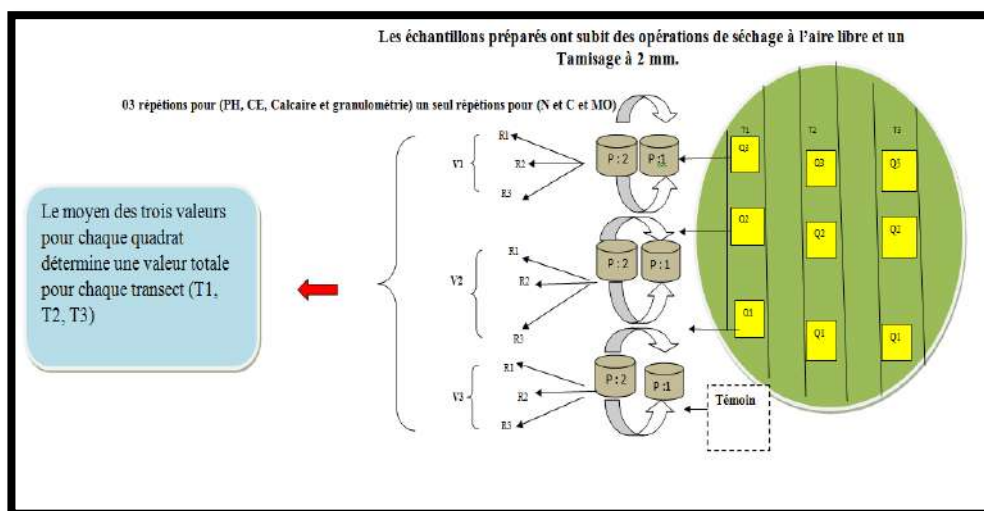 Les échantillons préparés ont subit des opérations de séchage à l'aire libre et un
Tamisage à 2 mm.
03 répétions pour (PH, CE, Calcaire et granulométrie) un seul répétions pour (N et C et MO)
T1
T2
T3
Q3
Q3
Q3
Q2
Q2
Q2
Q1
Q1
Q1
P:2
P:1
R1
R2
R3
V1
P:2
P:1
R1
R2
R3
V2
P:2
P:1
R1
R2
R3
V3
Témoin
Le moyen des trois valeurs
pour chaque quadrat
détermine une valeur totale
pour chaque transect (T1,
T2, T3)